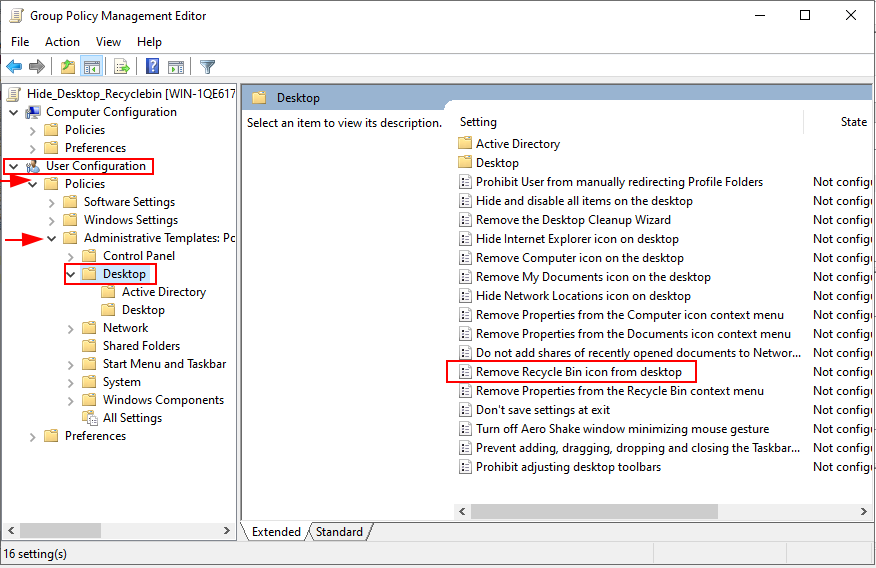 Group Policy Management Editor
File Action View Help
Hide_Desktop_Recyclebin [WIN-1QE617
Computer Configuration
Policies
Preferences
User Configuration
Policies
Software Settings
Windows Settings
Administrative Templates: Po
Control Panel
Desktop
Active Directory
Desktop
Network
Shared Folders
Start Menu and Taskbar
System
Windows Components
All Settings
Preferences
Desktop
Select an item to view its description.
Setting State
Active Directory
Desktop
Prohibit User from manually redirecting Profile Folders Not configu
Hide and disable all items on the desktop Not configu
Remove the Desktop Cleanup Wizard Not configu
Hide Internet Explorer icon on desktop Not configu
Remove Computer icon on the desktop Not configu
Remove My Documents icon on the desktop Not configu
Hide Network Locations icon on desktop Not configu
Remove Properties from the Computer icon context menu Not configu
Remove Properties from the Documents icon context menu Not configu
Do not add shares of recently opened documents to Networ... Not configu
Remove Recycle Bin icon from desktop Not configu
Remove Properties from the Recycle Bin context menu Not configu
Don't save settings at exit Not configu
Turn off Aero Shake window minimizing mouse gesture Not configu
Prevent adding, dragging, dropping and closing the Taskbar... Not configu
Prohibit adjusting desktop toolbars Not configu
Extended Standard
16 setting(s)